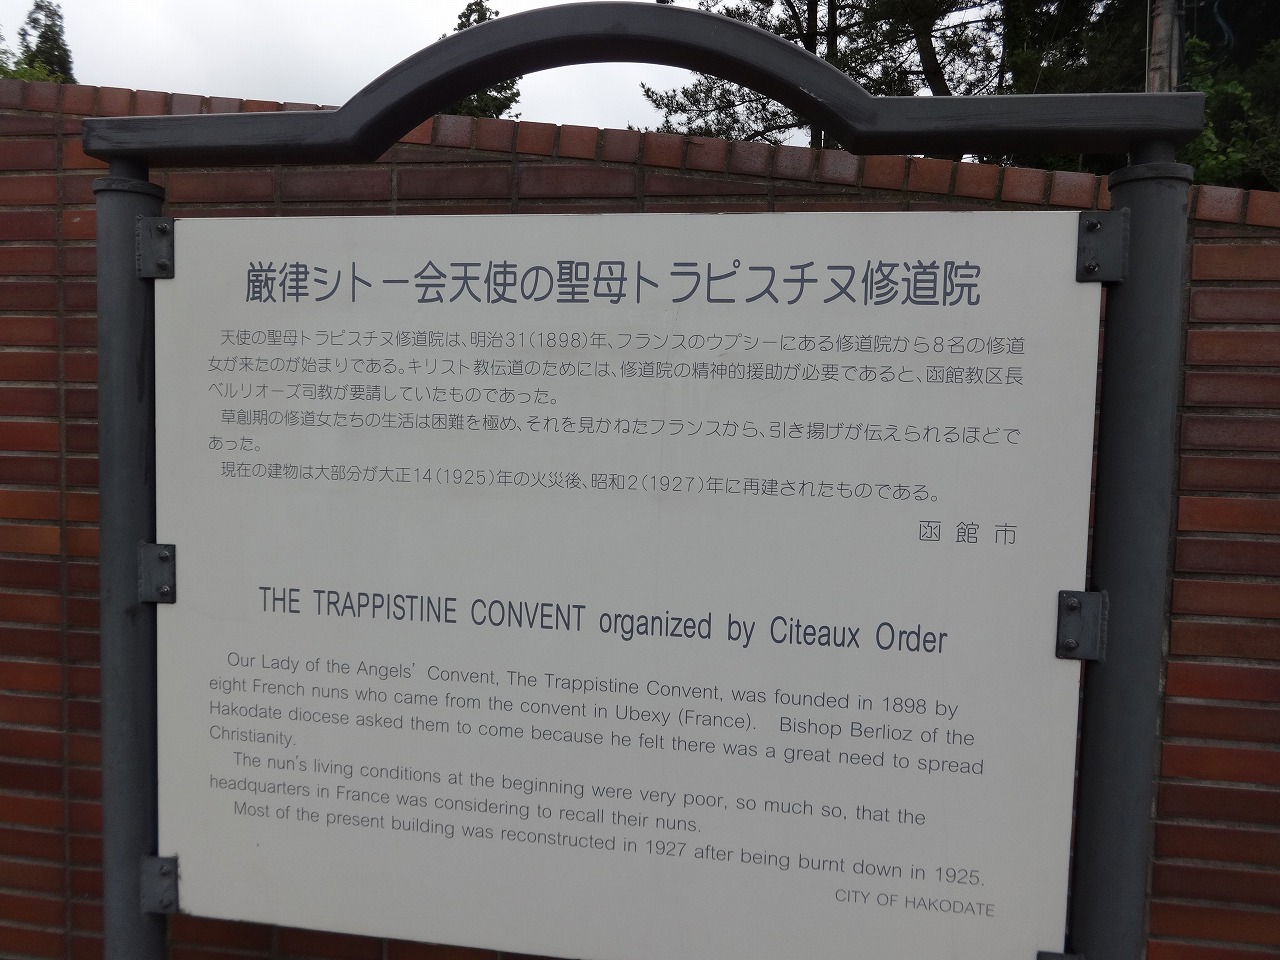 厳律シトー会天使の聖母トラピスチヌ修道院
天使の聖母トラピスチヌ修道院は、明治31(1898)年、フランスのウプシーにある修道院から8名の修道
女が来たのが始まりである。キリスト教伝道のためには、修道院の精神的援助が必要であると、函館教区長
ベルリオーズ司教が要請していたものであった。
草創期の修道女たちの生活は困難を極め、それを見かねたフランスから、引き揚げが伝えられるほどで
あった。
現在の建物は大部分が大正14(1925)年の火災後、昭和2(1927)年に再建されたものである。
函館市
THE TRAPPISTINE CONVENT organized by Citeaux Order
Our Lady of the Angels' Convent, The Trappistine Convent, was founded in 1898 by
eight French nuns who came from the convent in Ubexy (France). Bishop Berlioz of the
Hakodate diocese asked them to come because he felt there was a great need to spread
Christianity.
The nun's living conditions at the beginning were very poor, so much so, that the
headquarters in France was considering to recall their nuns.
Most of the present building was reconstructed in 1927 after being burnt down in 1925.
CITY OF HAKODATE